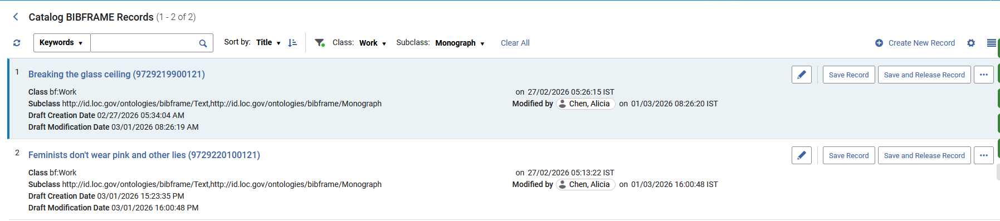 Catalog BIBFRAME Records (1 - 2 of 2)
Keywords Sort by: Title Class: Work Subclass: Monograph Clear All Create New Record
1 Breaking the glass ceiling (9729219900121) Save Record Save and Release Record
Class bf:Work on 27/02/2026 05:26:15 IST
Subclass http://id.loc.gov/ontologies/bibframe/Text,http://id.loc.gov/ontologies/bibframe/Monograph Modified by Chen, Alicia on 01/03/2026 08:26:20 IST
Draft Creation Date 02/27/2026 05:34:04 AM
Draft Modification Date 03/01/2026 08:26:19 AM
2 Feminists don't wear pink and other lies (9729220100121) Save Record Save and Release Record
Class bf:Work on 27/02/2026 05:13:22 IST
Subclass http://id.loc.gov/ontologies/bibframe/Text,http://id.loc.gov/ontologies/bibframe/Monograph Modified by Chen, Alicia on 01/03/2026 16:00:48 IST
Draft Creation Date 03/01/2026 15:23:35 PM
Draft Modification Date 03/01/2026 16:00:48 PM